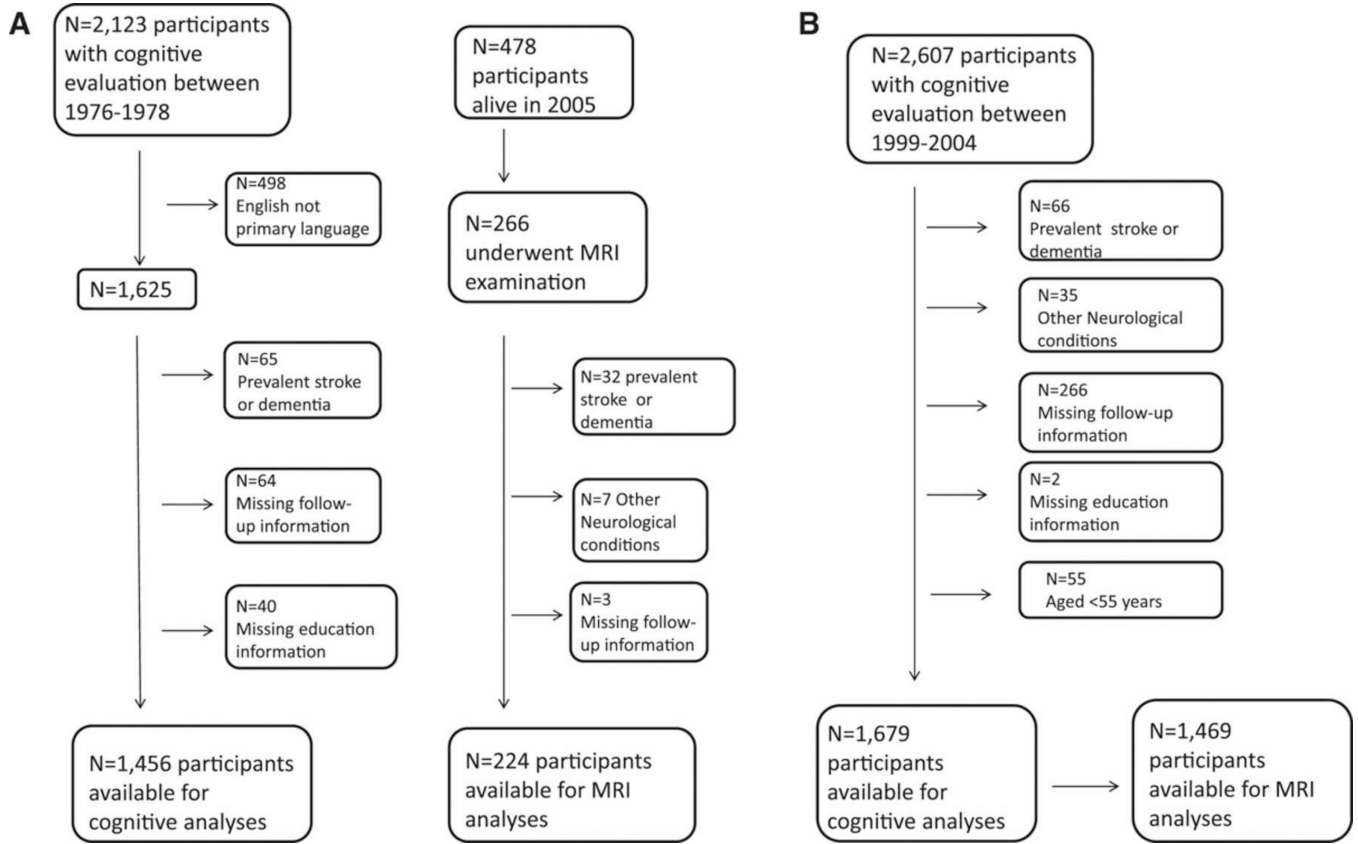 A
N=2,123 participants
with cognitive
evaluation between
1976-1978
N=498
English not
primary language
N=1,625
N=65
Prevalent stroke
or dementia
N=64
Missing follow-
up information
N=40
Missing education
information
N=1,456 participants
available for
cognitive analyses
N=478
participants
alive in 2005
N=266
underwent MRI
examination
N=32 prevalent
stroke or
dementia
N=7 Other
Neurological
conditions
N=3
Missing follow-
up information
N=224 participants
available for MRI
analyses
B
N=2,607 participants
with cognitive
evaluation between
1999-2004
N=66
Prevalent stroke or
dementia
N=35
Other Neurological
conditions
N=266
Missing follow-up
information
N=2
Missing education
information
N=55
Aged <55 years
N=1,679
participants
available for
cognitive analyses
N=1,469
participants
available for MRI
analyses